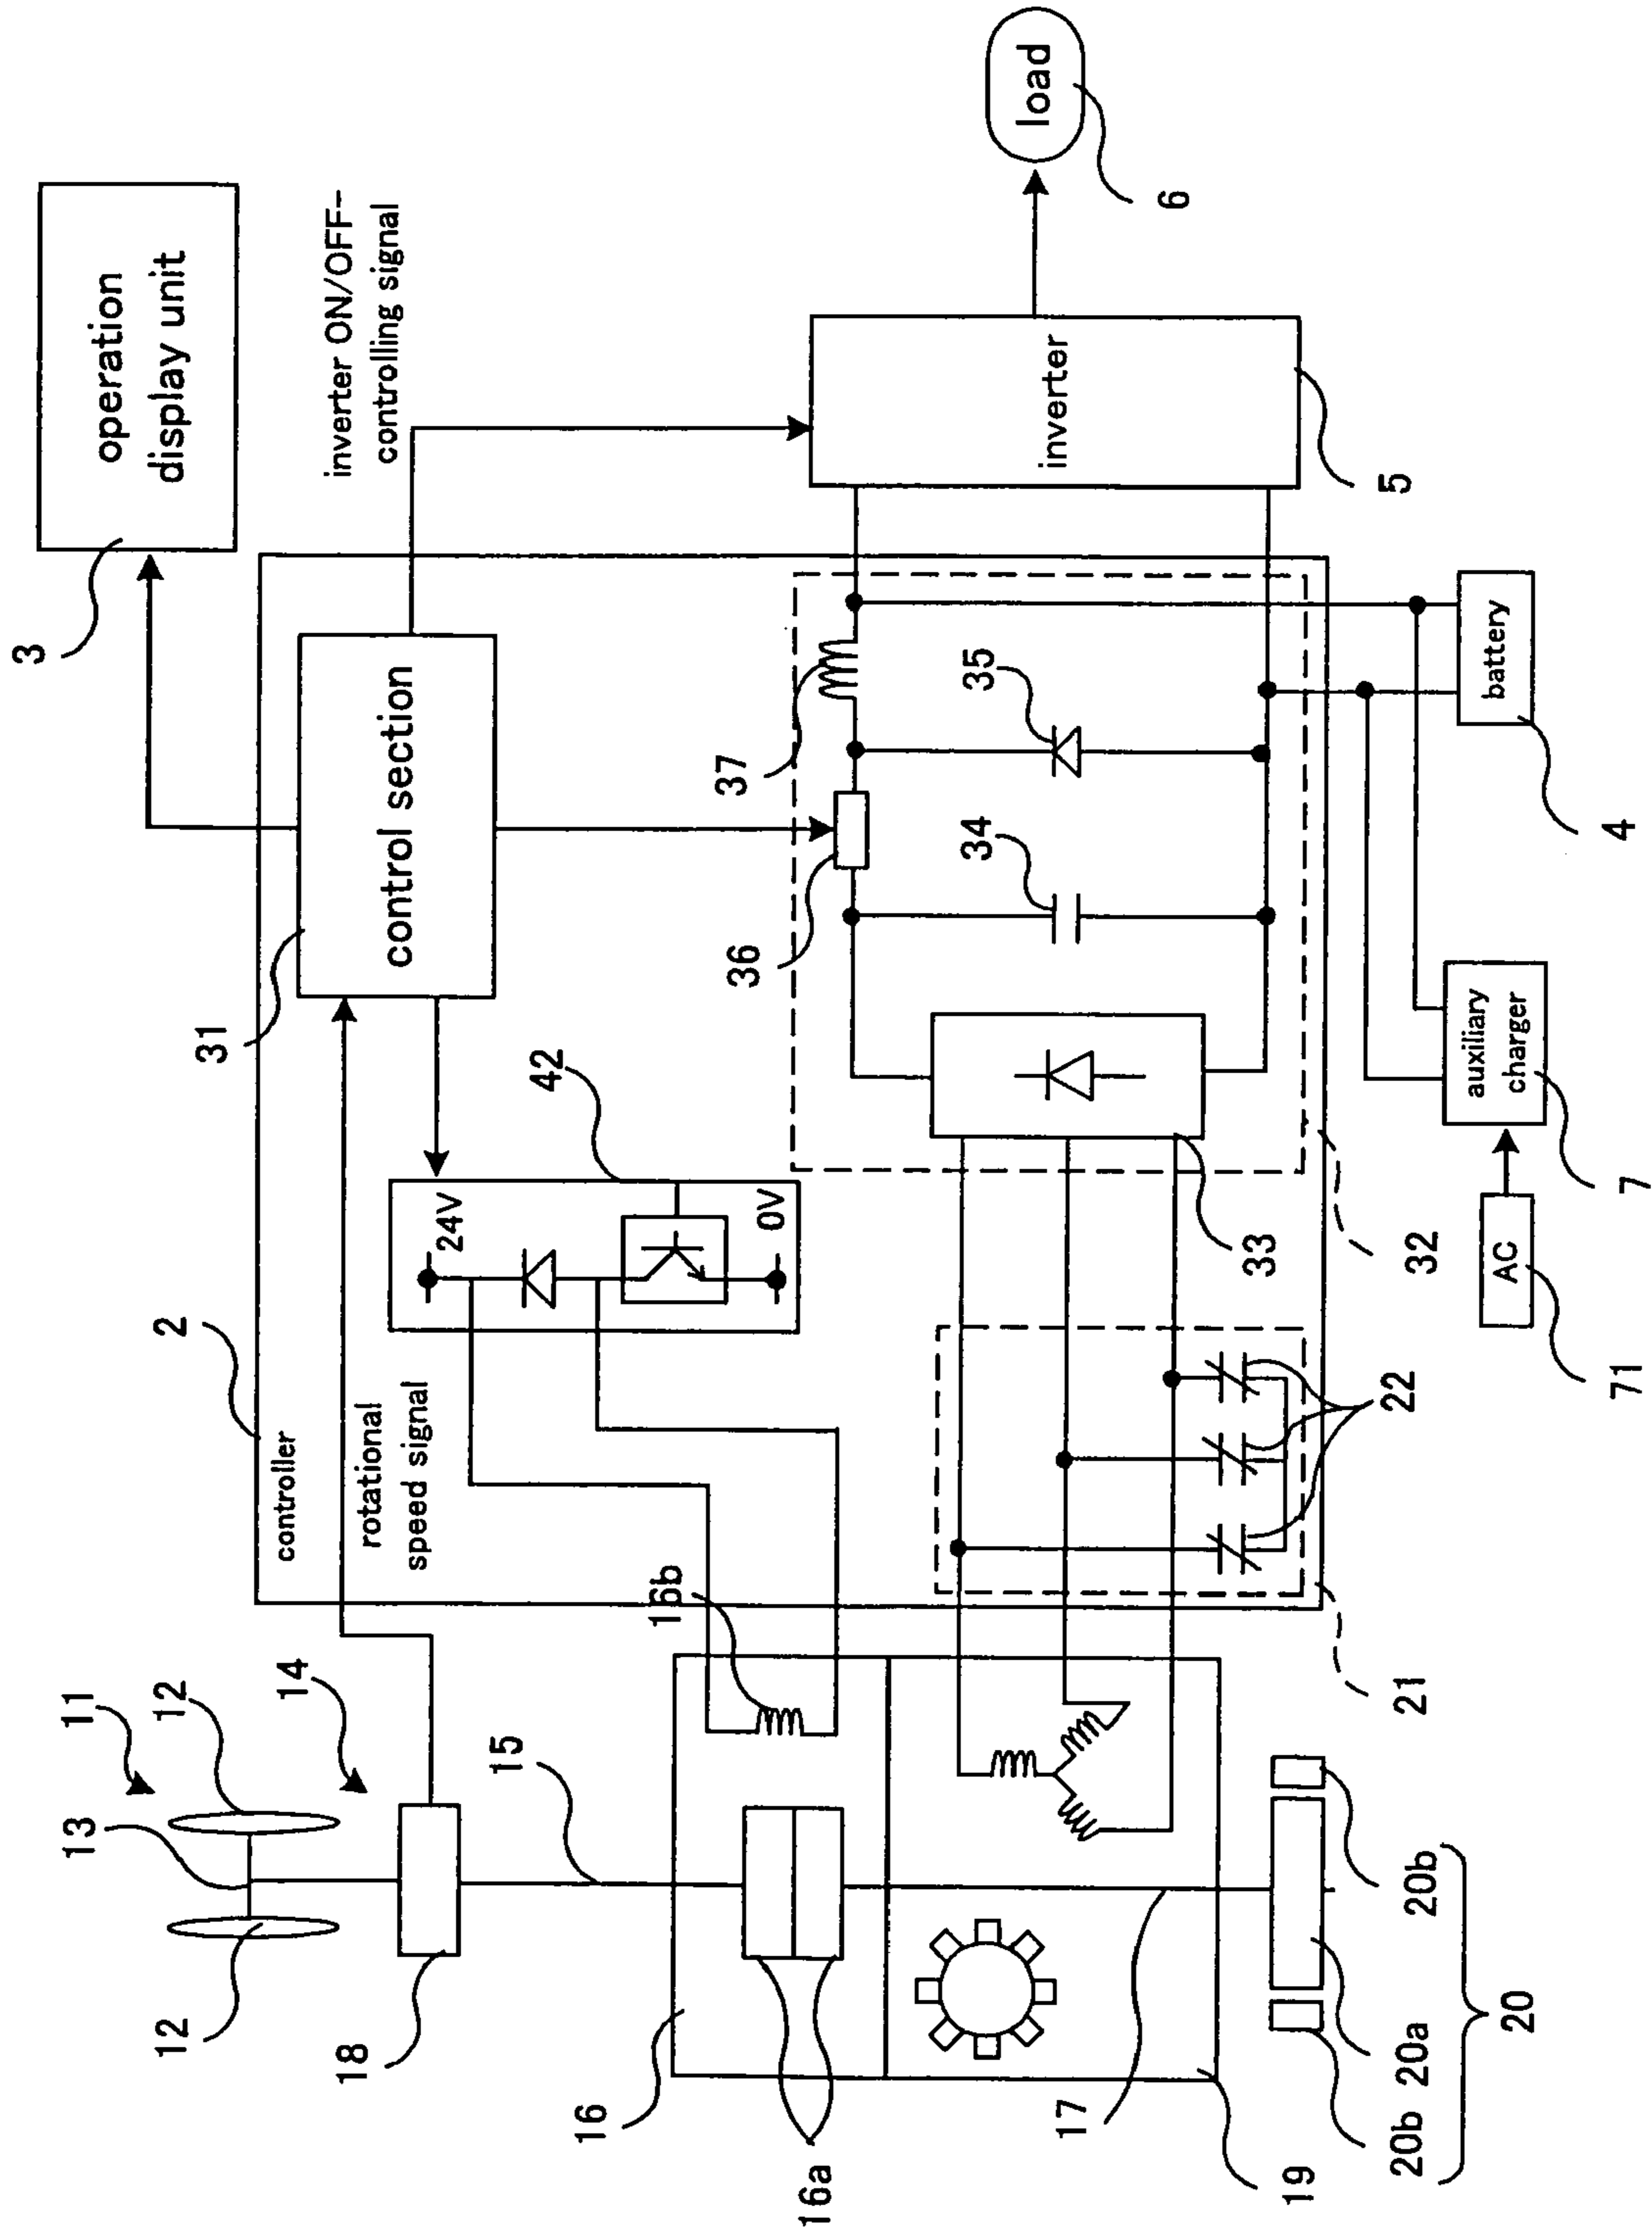 3
operation
display unit
inverter ON/OFF-
controlling signal
load
6
inverter
5
31
control section
2
controller
rotational
speed signal
42
24V
0V
37
36
35
34
33
32
battery
4
auxiliary
charger
7
AC
71
22
21
11
12
13
12
14
18
15
16
16b
16a
17
19
20b
20a
20b
20